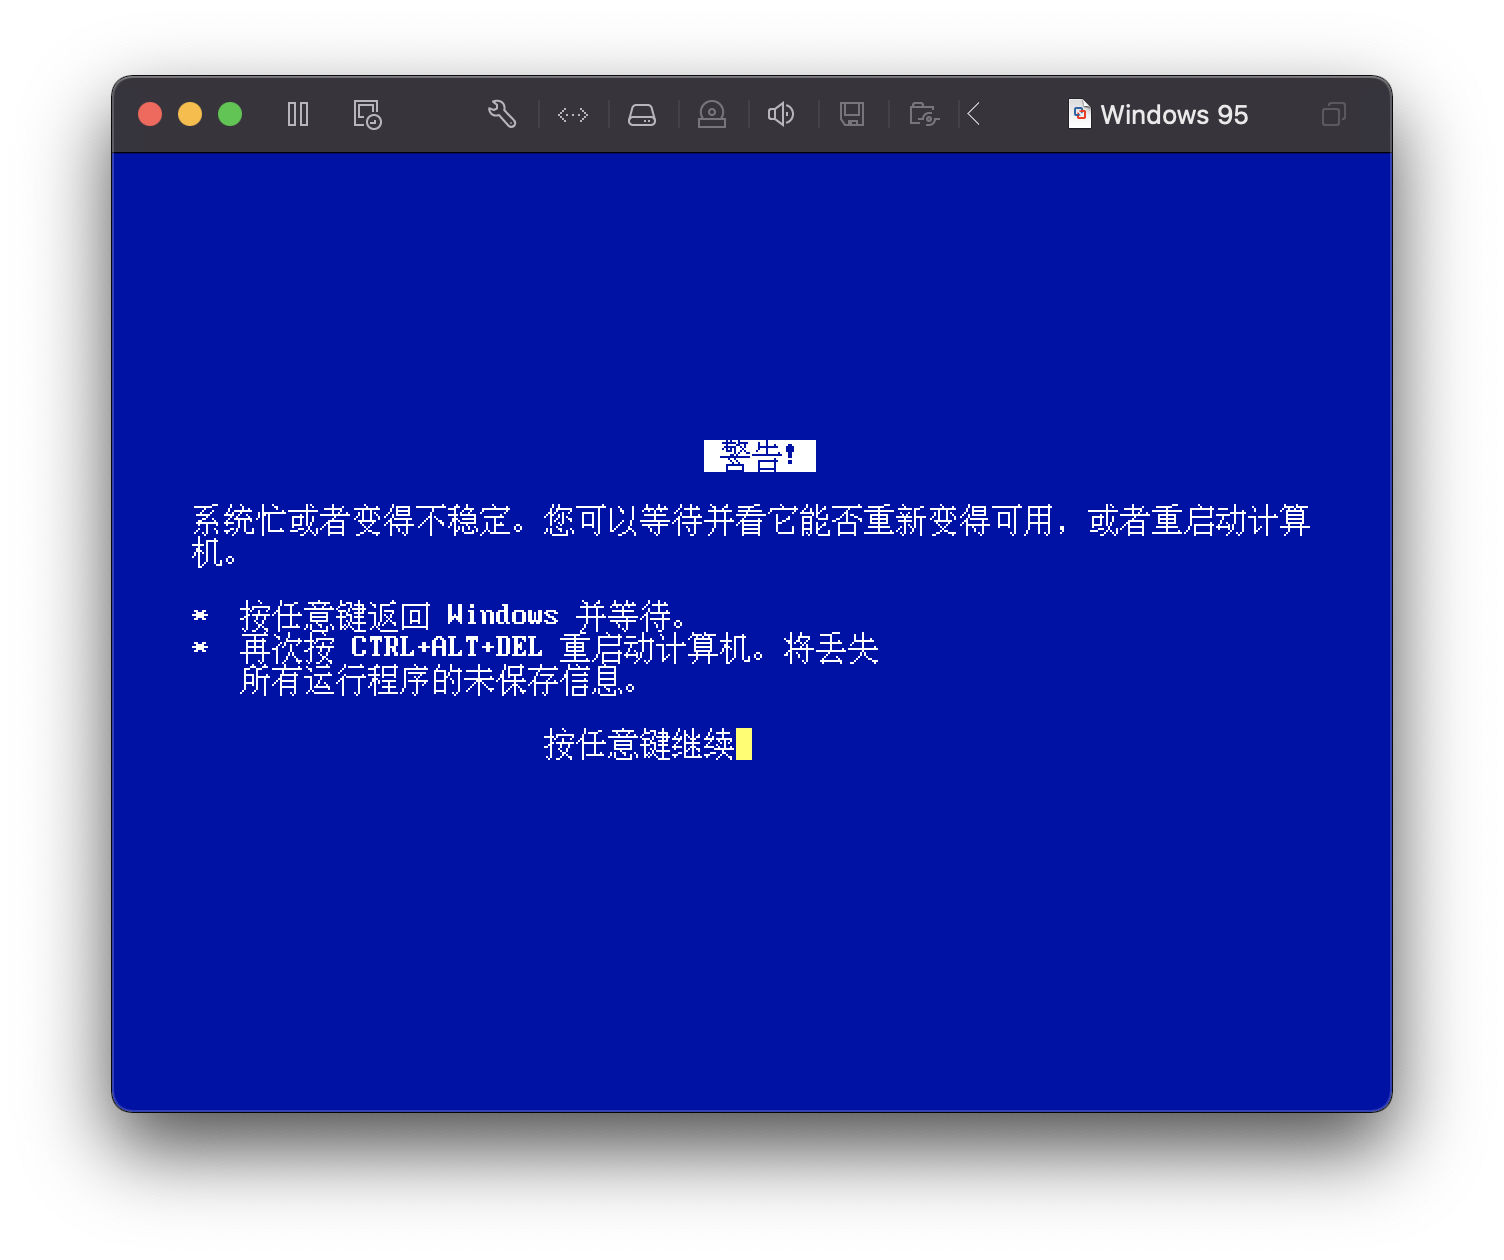 Windows 95
警告!
系统忙或者变得不稳定。您可以等待并看它能否重新变得可用，或者重启动计算
机。
* 按任意键返回 Windows 并等待。
* 再次按 CTRL+ALT+DEL 重启动计算机。将丢失
所有运行程序的未保存信息。
按任意键继续